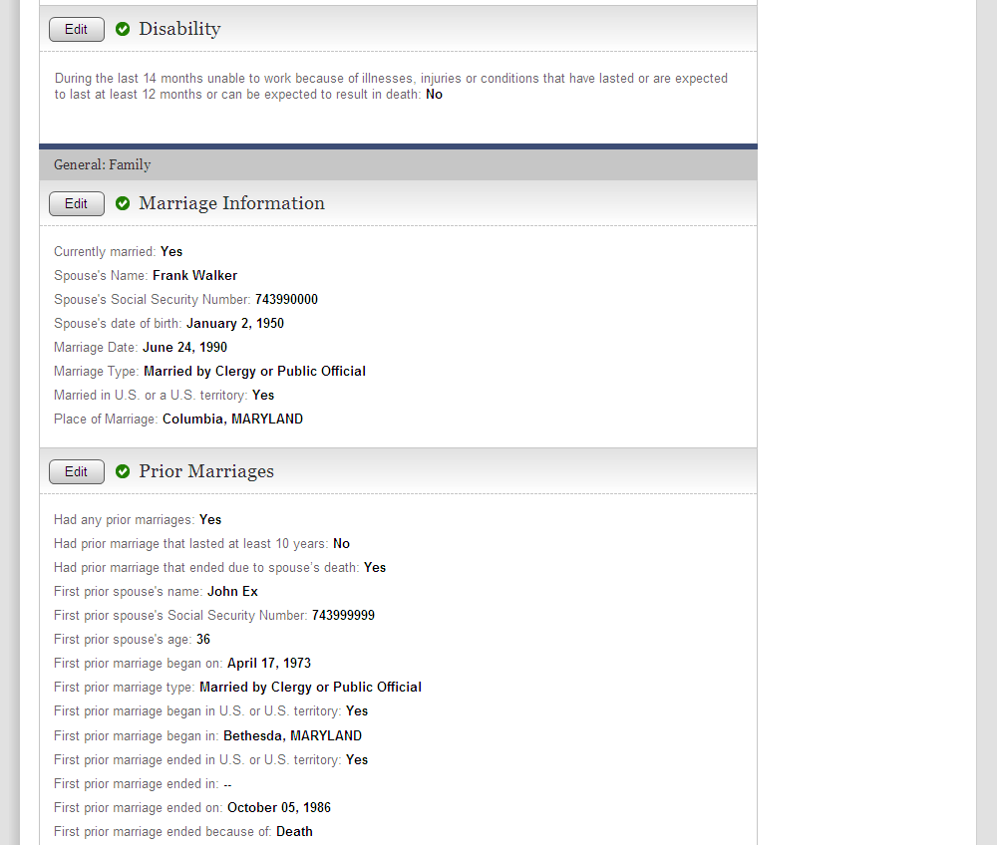 Edit Disability
During the last 14 months unable to work because of illnesses, injuries or conditions that have lasted or are expected
to last at least 12 months or can be expected to result in death: No
General: Family
Edit Marriage Information
Currently married: Yes
Spouse's Name: Frank Walker
Spouse's Social Security Number: 743990000
Spouse's date of birth: January 2, 1950
Marriage Date: June 24, 1990
Marriage Type: Married by Clergy or Public Official
Married in U.S. or a U.S. territory: Yes
Place of Marriage: Columbia, MARYLAND
Edit Prior Marriages
Had any prior marriages: Yes
Had prior marriage that lasted at least 10 years: No
Had prior marriage that ended due to spouse's death: Yes
First prior spouse's name: John Ex
First prior spouse's Social Security Number: 743999999
First prior spouse's age: 36
First prior marriage began on: April 17, 1973
First prior marriage type: Married by Clergy or Public Official
First prior marriage began in U.S. or U.S. territory: Yes
First prior marriage began in: Bethesda, MARYLAND
First prior marriage ended in U.S. or U.S. territory: Yes
First prior marriage ended in: --
First prior marriage ended on: October 05, 1986
First prior marriage ended because of: Death